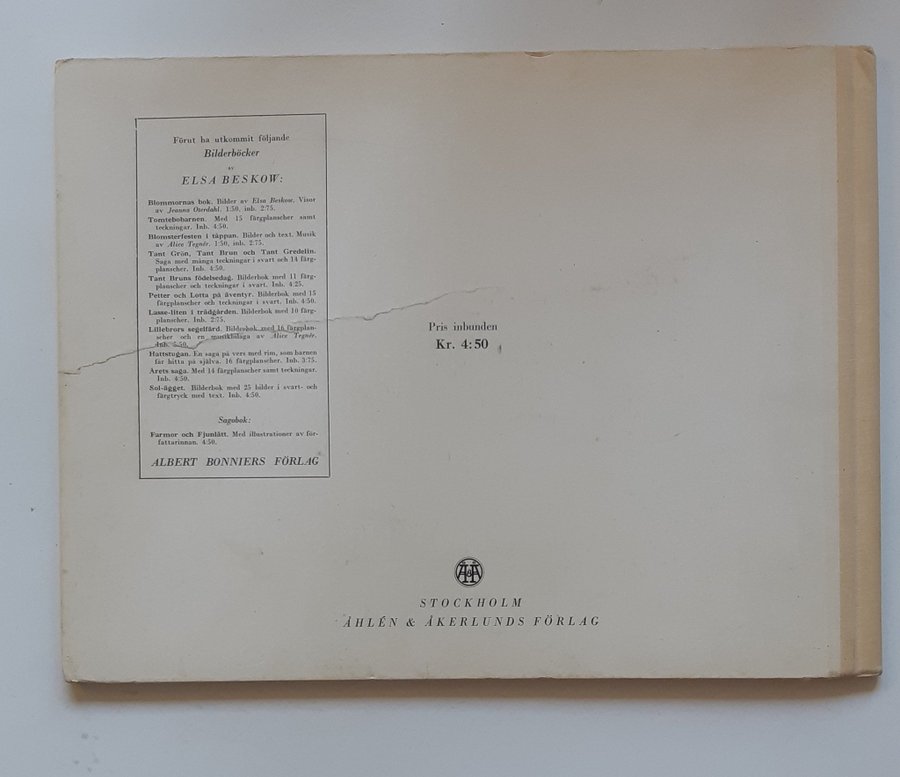 Förut ha utkommit följande
Bilderböcker
av
ELSA BESKOW:
Blommornas bok. Bilder av Elsa Beskow. Visor
av Jeanna Oterdahl. 1:50, inb. 2:75.
Tomtebobarnen. Med 15 färgplanscher samt
teckningar. Inb. 4:50.
Blomsterfesten i täppan. Bilder och text. Musik
av Alice Tegnér. 1:50, inb. 2:75.
Tant Grön, Tant Brun och Tant Gredelin.
Saga med många teckningar i svart och 14 färg-
planscher. Inb. 4:50.
Tant Bruns födelsedag. Bilderbok med 11 färg-
planscher och teckningar i svart. Inb. 4:25.
Petter och Lotta på äventyr. Bilderbok med 15
färgplanscher och teckningar i svart. Inb. 4:50.
Lasse-liten i trädgården. Bilderbok med 10 färg-
planscher. Inb. 2:75.
Lillebrors segelfärd. Bilderbok med 16 färgplan-
scher och en musikbilaga av Alice Tegnér.
Inb. 5:50.
Hattstugan. En saga på vers med rim, som barnen
får hitta på själva. 16 färgplanscher. Inb. 3:75.
Årets saga. Med 14 färgplanscher samt teckningar.
Inb. 4:50.
Sol-ägget. Bilderbok med 25 bilder i svart- och
färgtryck med text. Inb. 4:50.
Sagobok:
Farmor och Fjunlätt. Med illustrationer av för-
fattarinnan. 4:50.
ALBERT BONNIERS FÖRLAG
Pris inbunden
Kr. 4:50
Å&Å
STOCKHOLM
ÅHLÉN & ÅKERLUNDS FÖRLAG